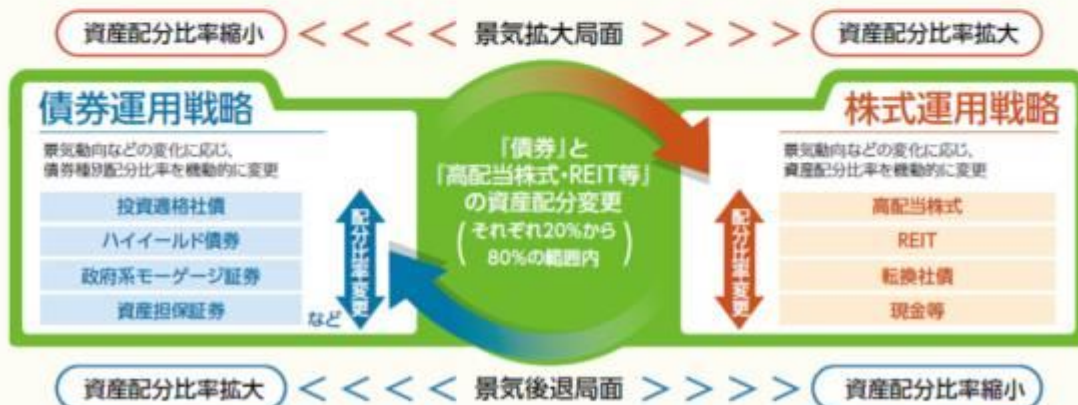 資産配分比率縮小 < < < < 景気拡大局面 > > > > 資産配分比率拡大
債券運用戦略
景気動向などの変化に応じ、
債券種別配分比率を機動的に変更
投資適格社債
ハイイールド債券
政府系モーゲージ証券
資産担保証券
など
配分比率変更
『債券』と
『高配当株式・REIT等』
の資産配分変更
(それぞれ20%から
80%の範囲内)
株式運用戦略
景気動向などの変化に応じ、
資産配分比率を機動的に変更
配分比率変更
高配当株式
REIT
転換社債
現金等
資産配分比率拡大 < < < < 景気後退局面 > > > > 資産配分比率縮小